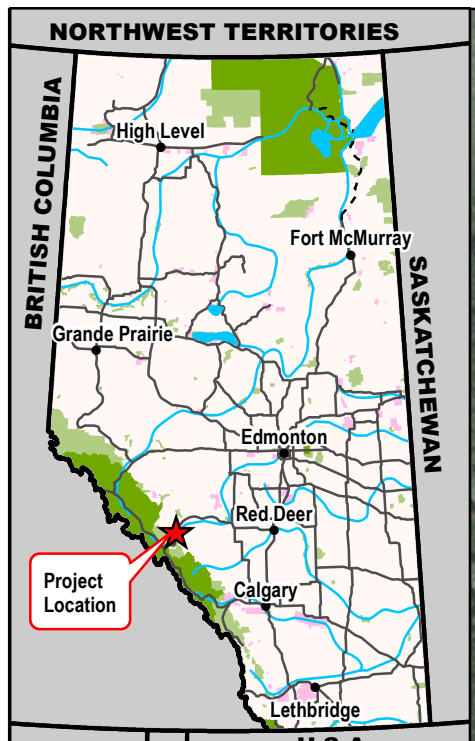 NORTHWEST TERRITORIES
BRITISH COLUMBIA
High Level
Fort McMurray
SASKATCHEWAN
Grande Prairie
Edmonton
Red Deer
Project
Location
Calgary
Lethbridge